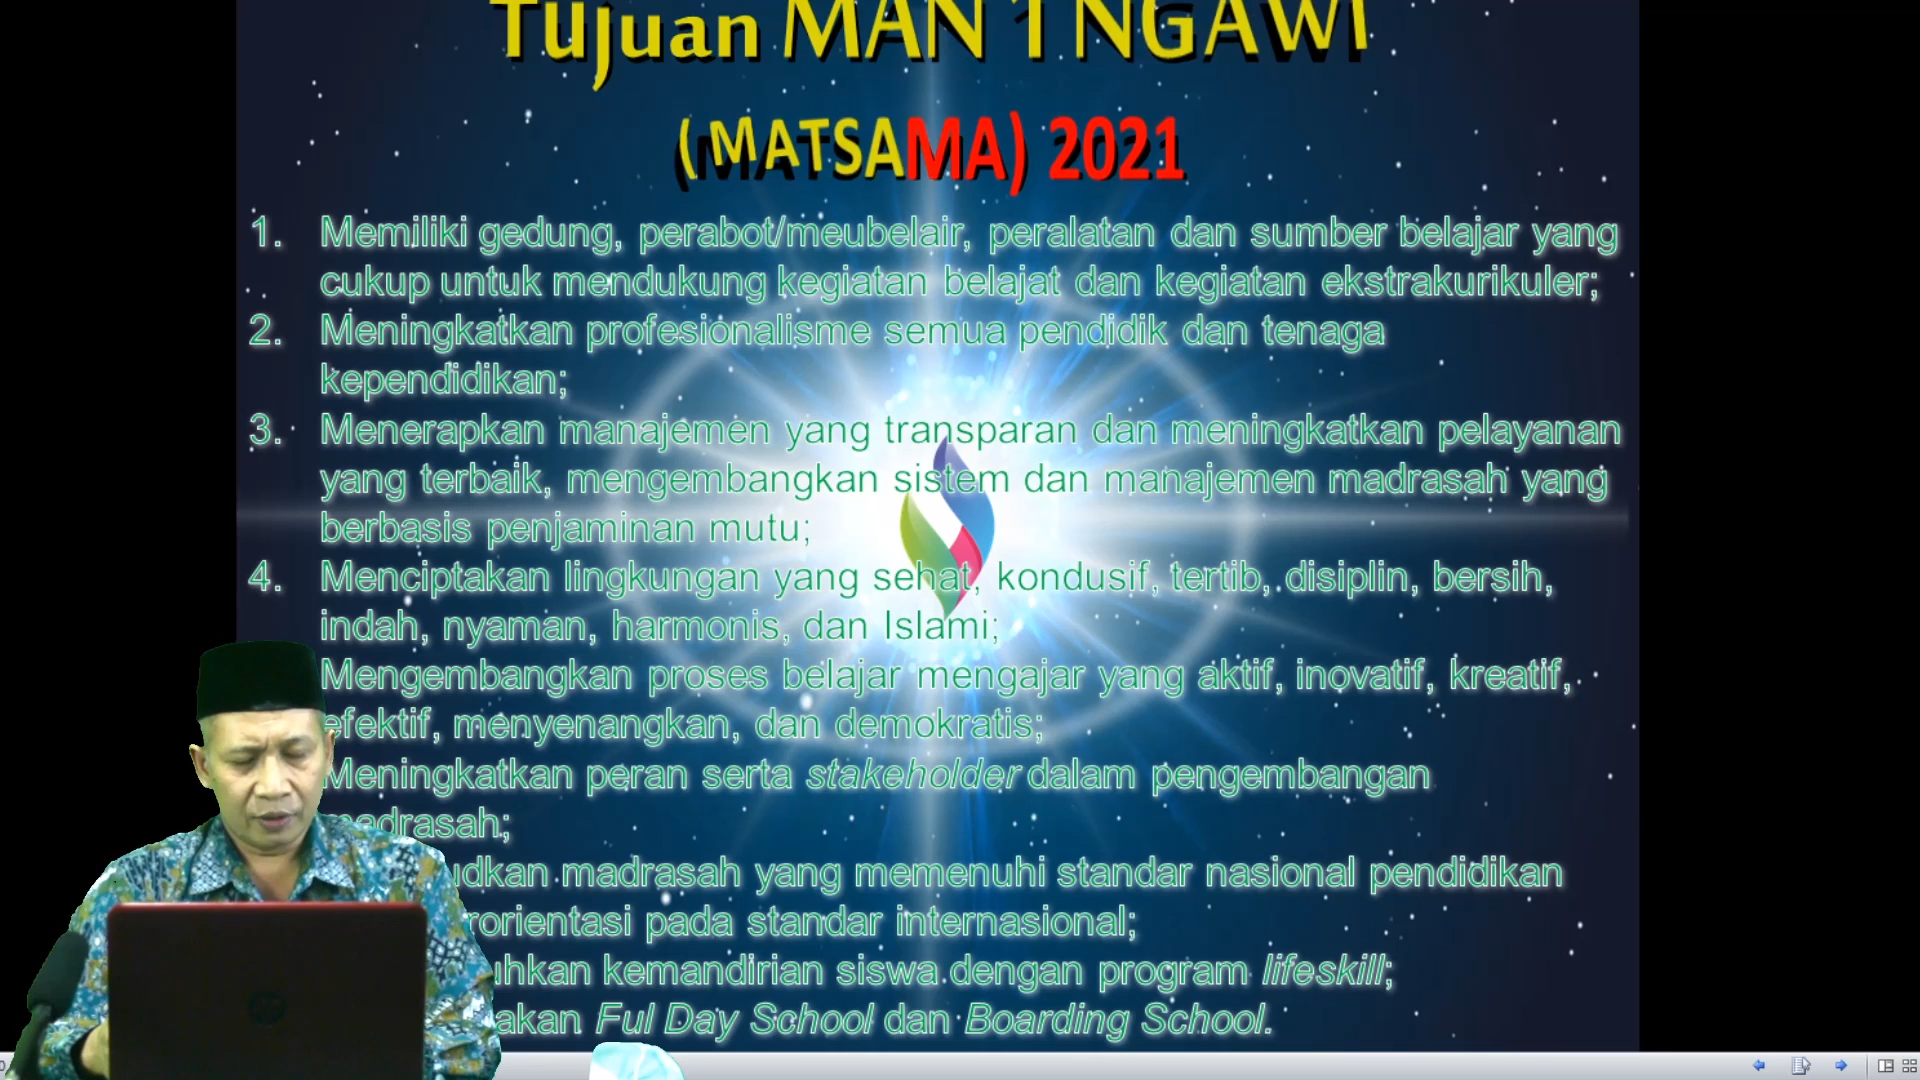 Tujuan MAN 1 NGAWI
(MATSAMA) 2021
1. Memiliki gedung, perabot/meubelair, peralatan dan sumber belajar yang
cukup untuk mendukung kegiatan belajat dan kegiatan ekstrakurikuler;
2. Meningkatkan profesionalisme semua pendidik dan tenaga
kependidikan;
3. Menerapkan manajemen yang transparan dan meningkatkan pelayanan
yang terbaik, mengembangkan sistem dan manajemen madrasah yang
berbasis penjaminan mutu;
4. Menciptakan lingkungan yang sehat, kondusif, tertib, disiplin, bersih,
indah, nyaman, harmonis, dan Islami;
Mengembangkan proses belajar mengajar yang aktif, inovatif, kreatif,
efektif, menyenangkan, dan demokratis;
Meningkatkan peran serta stakeholder dalam pengembangan
madrasah;
udkan madrasah yang memenuhi standar nasional pendidikan
rorientasi pada standar internasional;
uhkan kemandirian siswa dengan program lifeskill;
akan Ful Day School dan Boarding School.